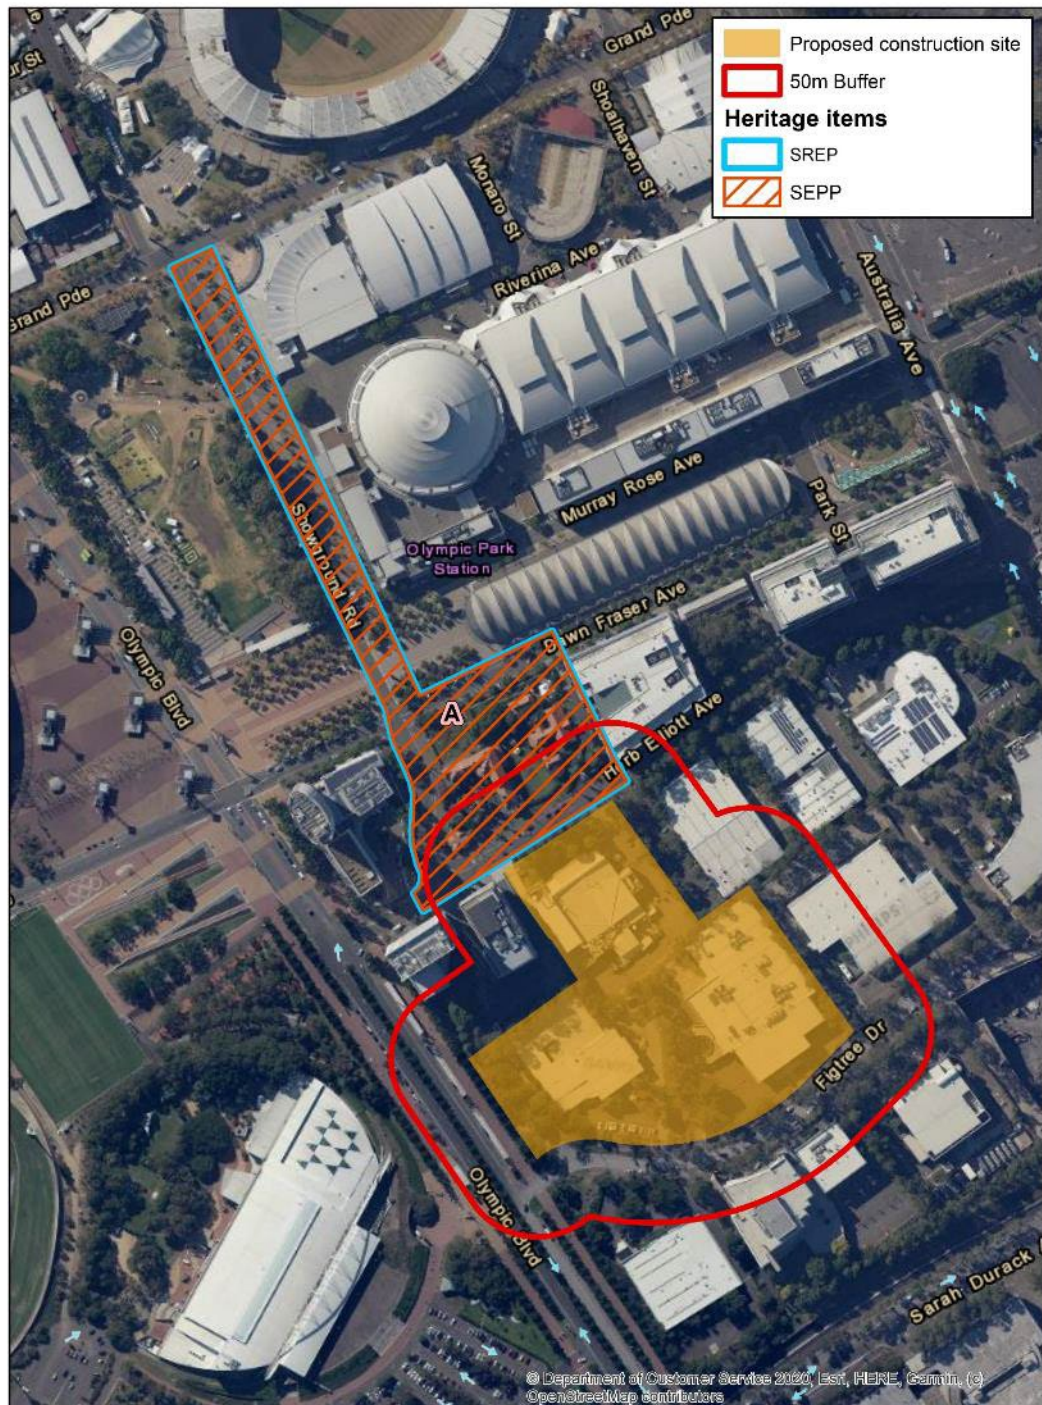 Proposed construction site
50m Buffer
Heritage items
SREP
SEPP
Grand Pde
ur St
Shoalhaven St
Monaro St
Riverina Ave
Australia Ave
Grand Pde
Murray Rose Ave
Park St
Showground Rd
Olympic Park
Station
Dawn Fraser Ave
Olympic Blvd
A
Herb Elliott Ave
Figtree Dr
Olympic Blvd
Sarah Durack A
© Department of Customer Service 2020, Esri, HERE, Garmin, (c)
OpenStreetMap contributors